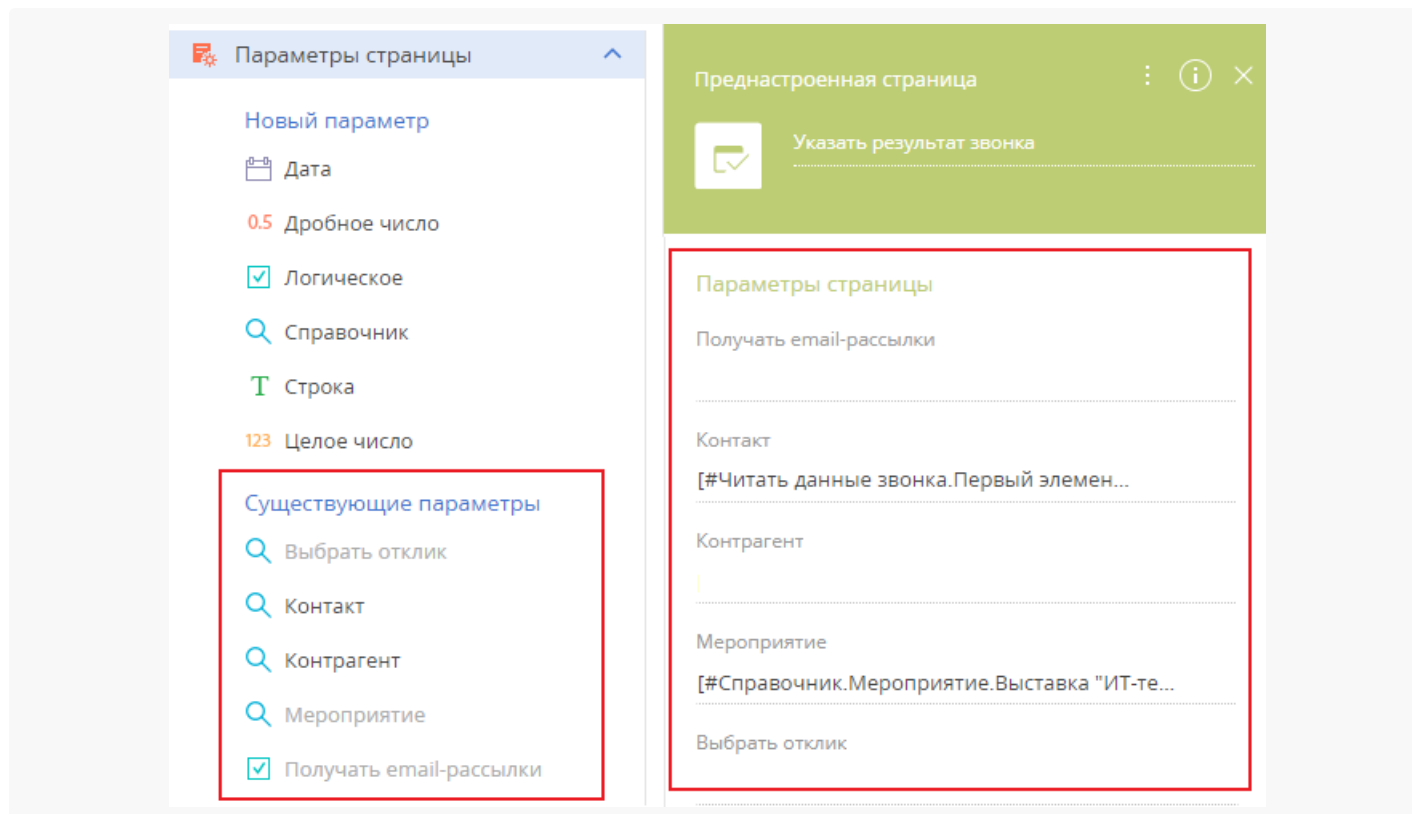 Параметры страницы
Новый параметр
Дата
0.5 Дробное число
Логическое
Справочник
T Строка
123 Целое число
Существующие параметры
Выбрать отклик
Контакт
Контрагент
Мероприятие
Получать email-рассылки
Преднастроенная страница
Указать результат звонка
Параметры страницы
Получать email-рассылки
Контакт
[#Читать данные звонка.Первый элемен...
Контрагент
Мероприятие
[#Справочник.Мероприятие.Выставка "ИТ-те...
Выбрать отклик